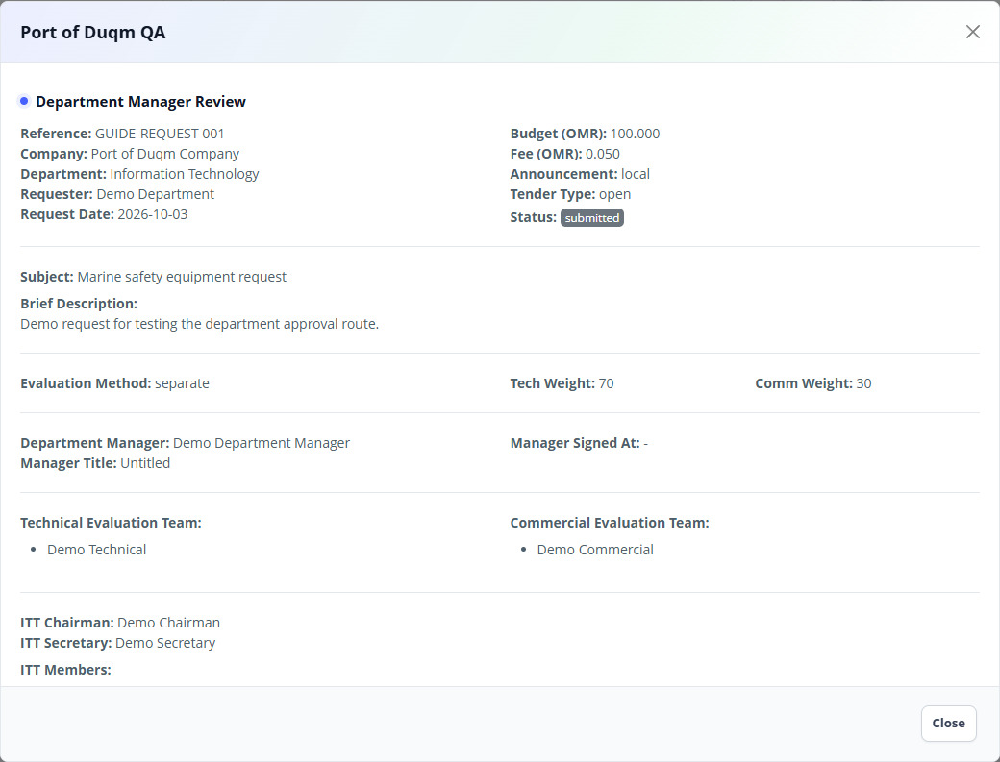 Port of Duqm QA
Department Manager Review
Reference: GUIDE-REQUEST-001
Company: Port of Duqm Company
Department: Information Technology
Requester: Demo Department
Request Date: 2026-10-03
Budget (OMR): 100.000
Fee (OMR): 0.050
Announcement: local
Tender Type: open
Status: submitted
Subject: Marine safety equipment request
Brief Description:
Demo request for testing the department approval route.
Evaluation Method: separate
Tech Weight: 70
Comm Weight: 30
Department Manager: Demo Department Manager
Manager Title: Untitled
Manager Signed At: -
Technical Evaluation Team:
• Demo Technical
Commercial Evaluation Team:
• Demo Commercial
ITT Chairman: Demo Chairman
ITT Secretary: Demo Secretary
ITT Members:
Close